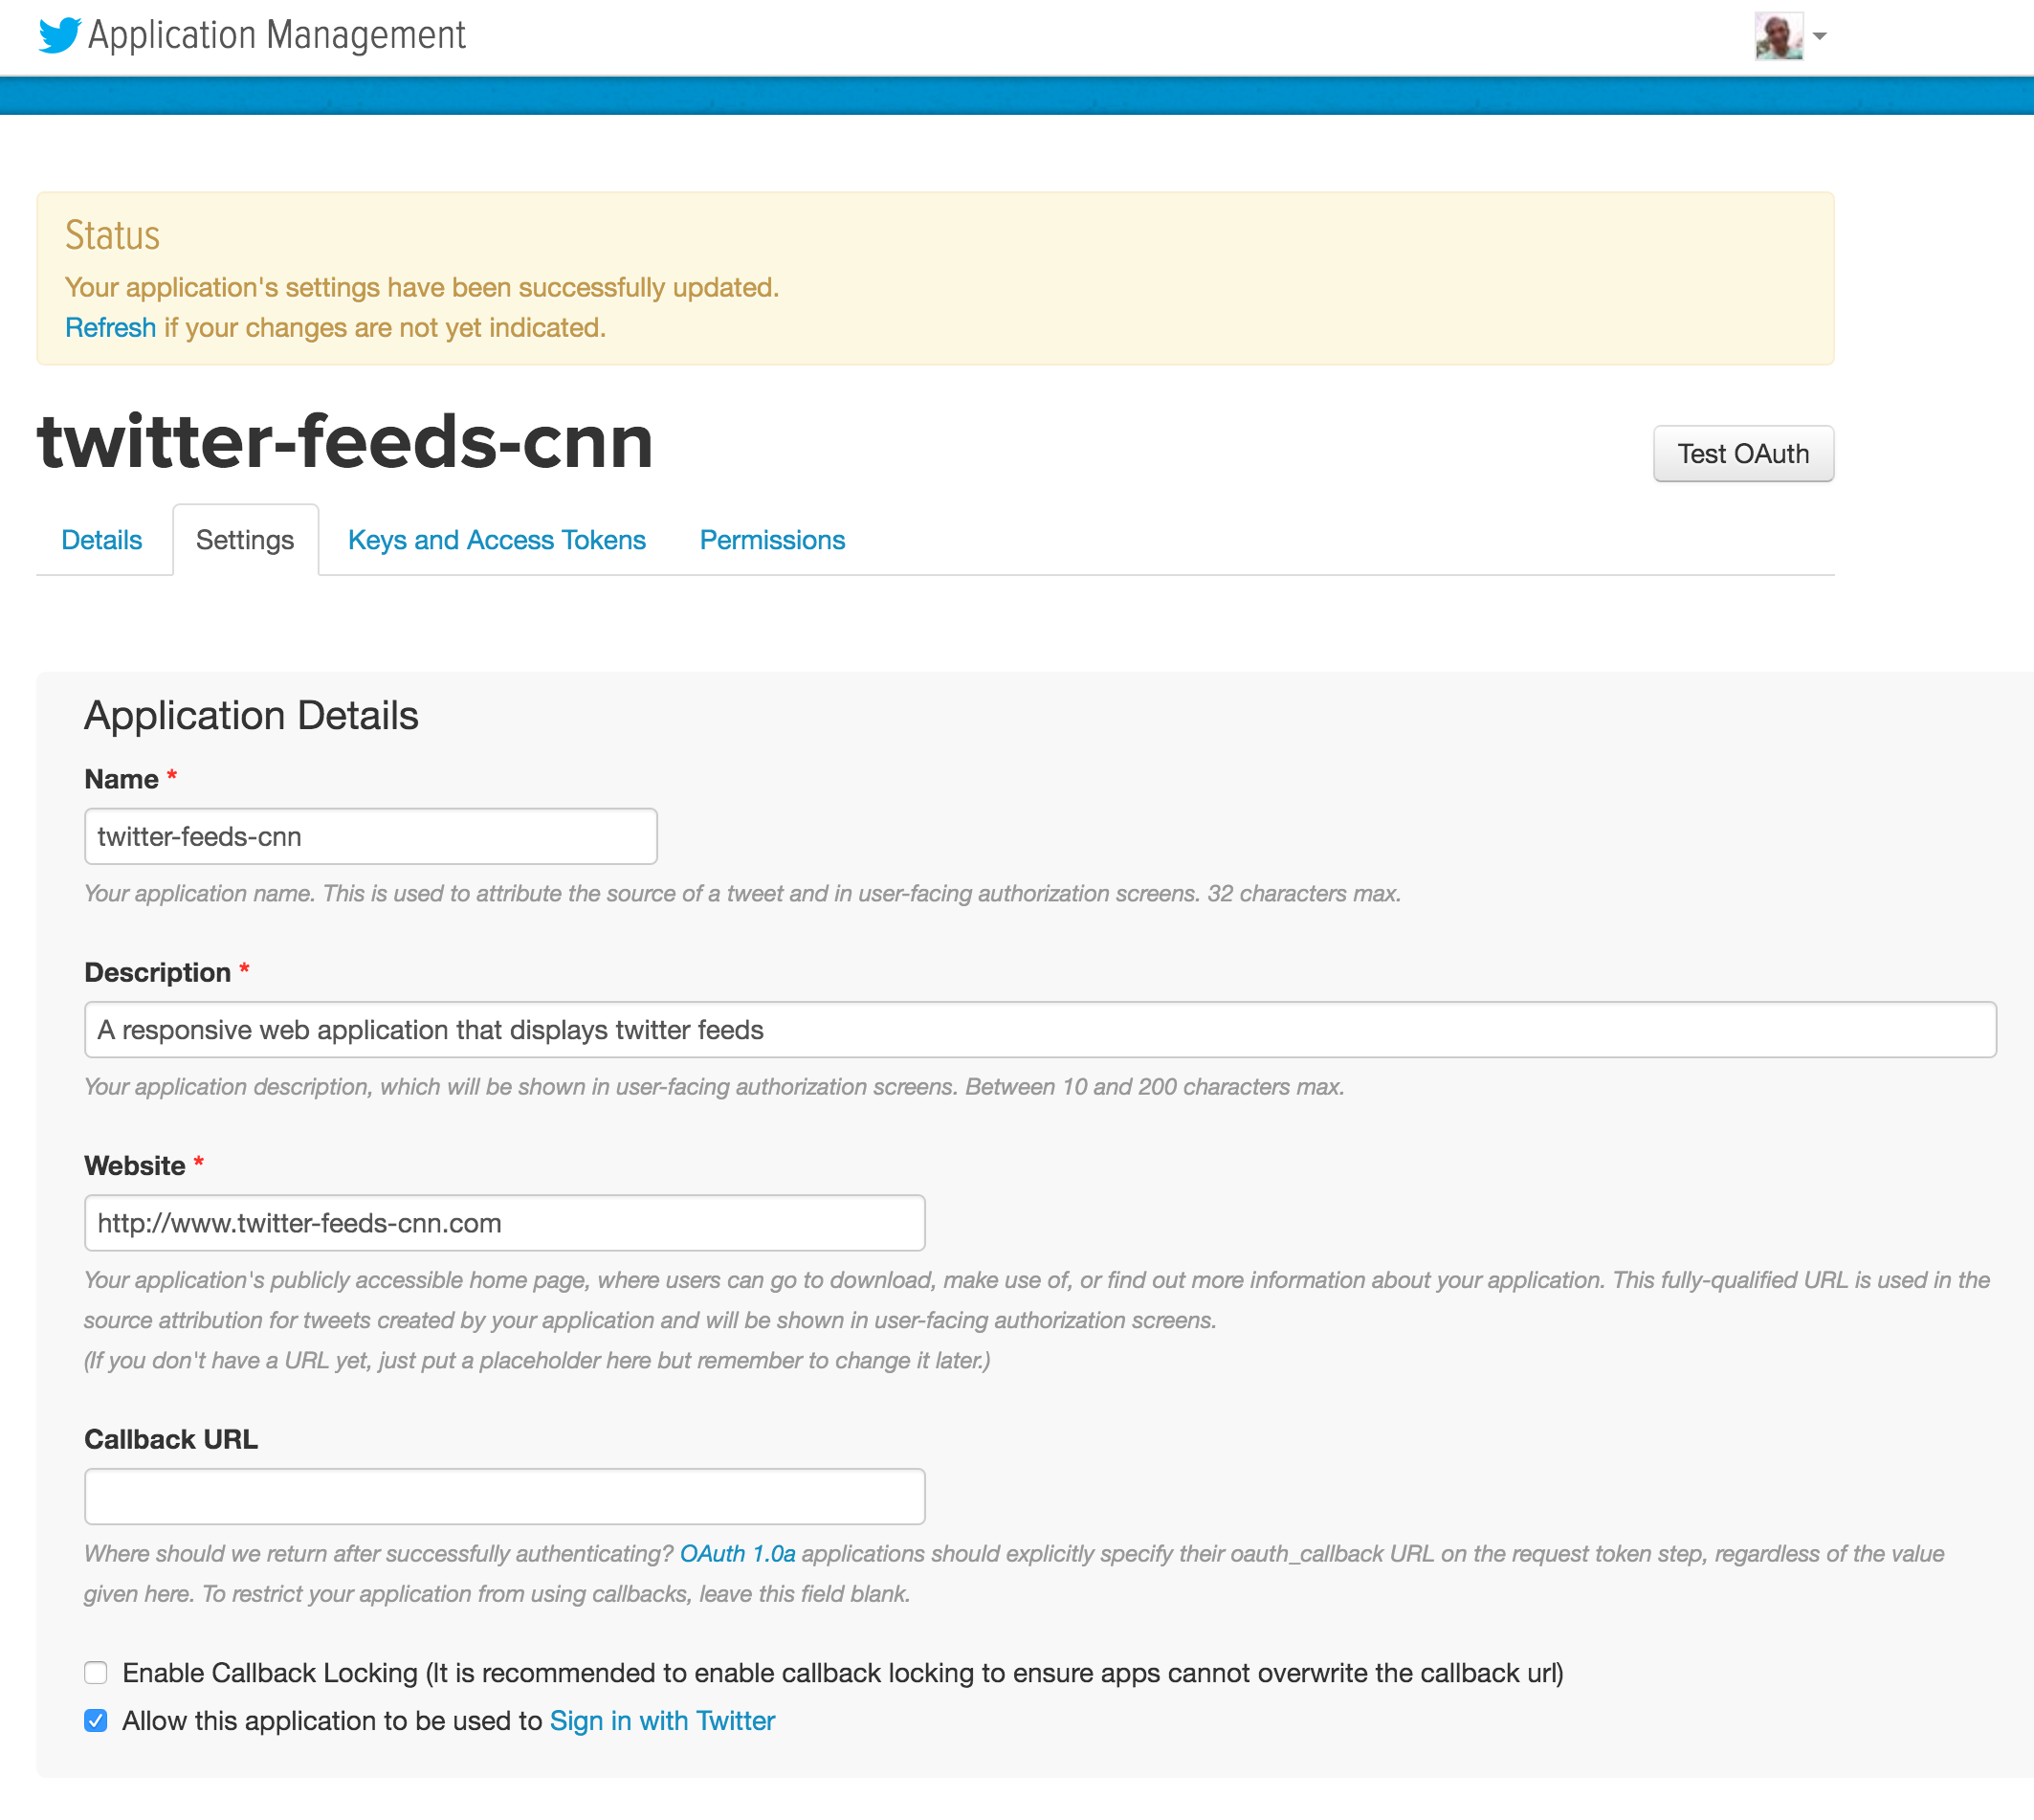 Application Management
Status
Your application's settings have been successfully updated.
Refresh if your changes are not yet indicated.
twitter-feeds-cnn
Test OAuth
Details Settings Keys and Access Tokens Permissions
Application Details
Name *
twitter-feeds-cnn
Your application name. This is used to attribute the source of a tweet and in user-facing authorization screens. 32 characters max.
Description *
A responsive web application that displays twitter feeds
Your application description, which will be shown in user-facing authorization screens. Between 10 and 200 characters max.
Website *
http://www.twitter-feeds-cnn.com
Your application's publicly accessible home page, where users can go to download, make use of, or find out more information about your application. This fully-qualified URL is used in the
source attribution for tweets created by your application and will be shown in user-facing authorization screens.
(If you don't have a URL yet, just put a placeholder here but remember to change it later.)
Callback URL
Where should we return after successfully authenticating? OAuth 1.0a applications should explicitly specify their oauth_callback URL on the request token step, regardless of the value
given here. To restrict your application from using callbacks, leave this field blank.
Enable Callback Locking (It is recommended to enable callback locking to ensure apps cannot overwrite the callback url)
Allow this application to be used to Sign in with Twitter